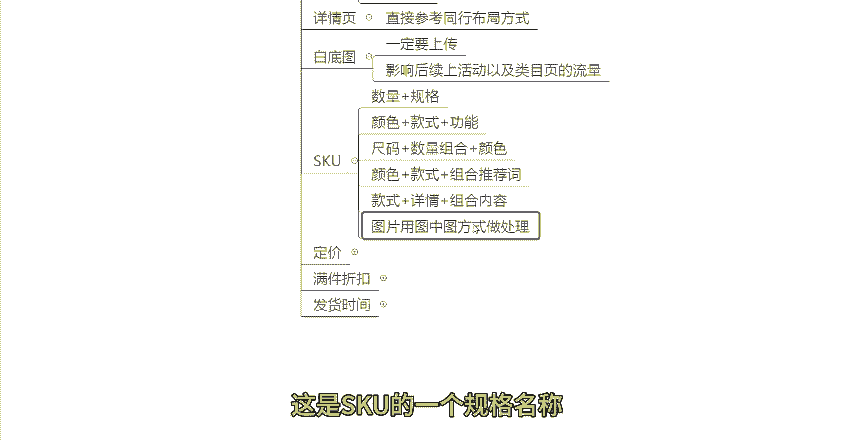 详情页
直接参考同行布局方式
白底图
一定要上传
影响后续上活动以及类目页的流量
SKU
数量+规格
颜色+款式+功能
尺码+数量组合+颜色
颜色+款式+组合推荐词
款式+详情+组合内容
图片用图中图方式做处理
定价
满件折扣
发货时间
这是SKU的一个规格名称